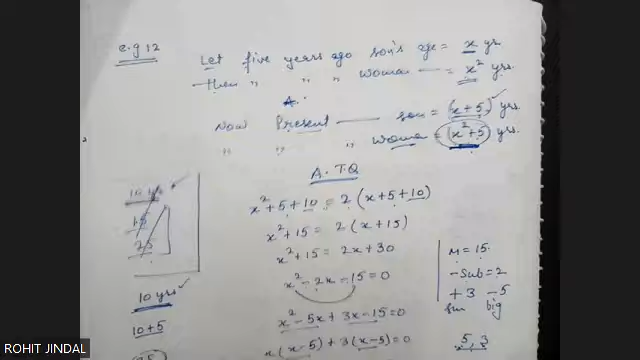 e.g 12
Let five years ago son's age = x yr
then " " " woman — = x² yrs.
Now Present — son = (x+5) yrs
" " woman = (x²+5) yrs.
A.T.Q
x²+5+10 = 2(x+5+10)
x²+15 = 2(x+15)
x²+15 = 2x+30
x²-2x-15=0
x²-5x+3x-15=0
x(x-5)+3(x-5)=0
10 yrs
10+5
M=15
-Sub=2
+3 -5
big
5, 3
ROHIT JINDAL